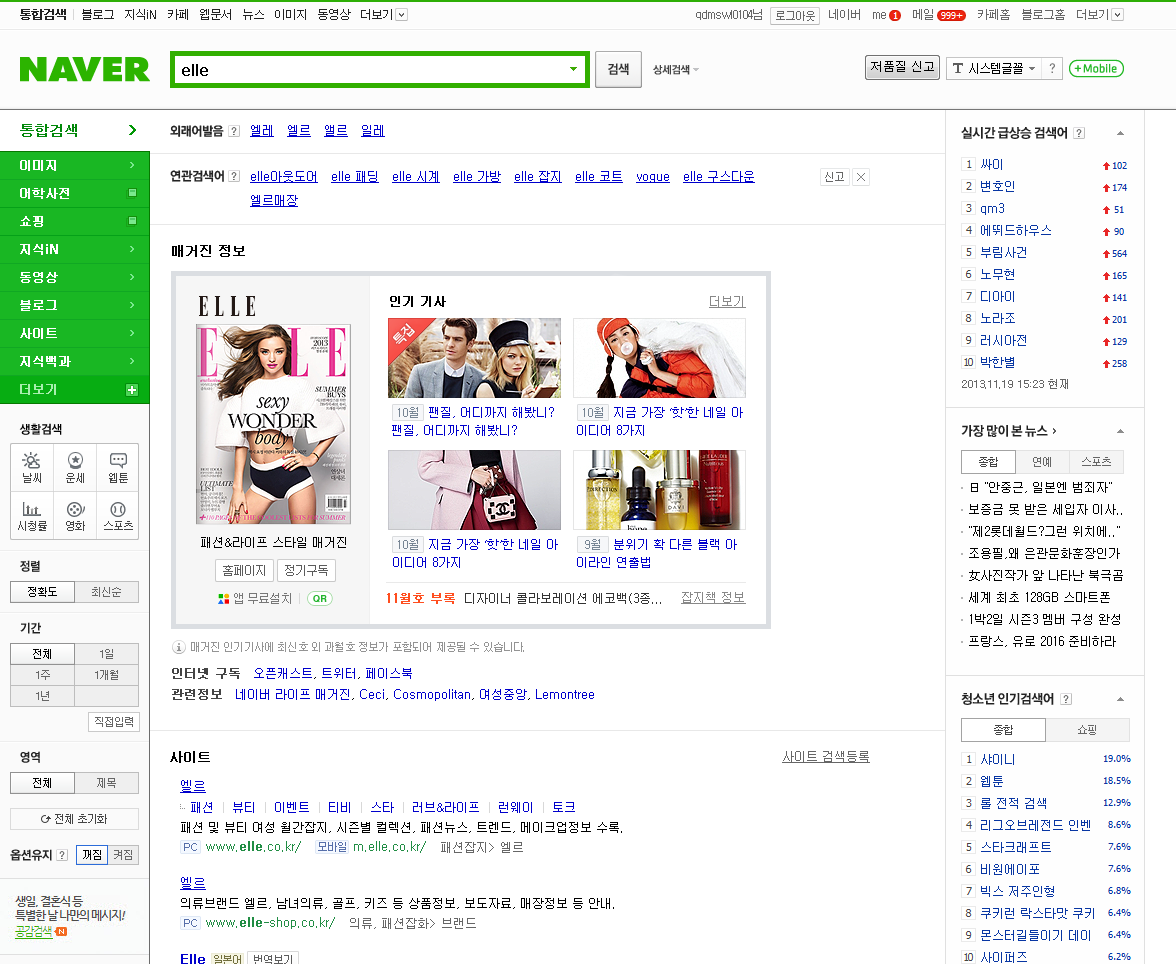 통합검색 블로그 지식iN 카페 웹문서 뉴스 이미지 동영상 더보기
qdmswl0104님 로그아웃 네이버 me 1 메일 999+ 카페홈 블로그홈 더보기
NAVER
elle
검색
상세검색
저품질 신고
T 시스템글꼴 ?
+Mobile
통합검색
이미지
어학사전
쇼핑
지식iN
동영상
블로그
사이트
지식백과
더보기
생활검색
날씨 운세 웹툰
시청률 영화 스포츠
정렬
정확도 최신순
기간
전체 1일
1주 1개월
1년
직접입력
영역
전체 제목
전체 초기화
옵션유지 ? 꺼짐 켜짐
생일, 결혼식 등
특별한 날 나만의 메시지!
공감검색 N
외래어발음 ? 엘레 엘르 앨르 일레
연관검색어 ? elle아웃도어 elle 패딩 elle 시계 elle 가방 elle 잡지 elle 코트 vogue elle 구스다운
엘르매장
신고
매거진 정보
ELLE
ELLE
2013
SUMMER
BUYS
sexy
WONDER
body
ULTIMATE
LIST
패션&라이프 스타일 매거진
홈페이지 정기구독
앱 무료설치 QR
인기 기사
더보기
특집
10월 팬질, 어디까지 해봤니?
팬질, 어디까지 해봤니?
10월 지금 가장 '핫'한 네일 아
이디어 8가지
10월 지금 가장 '핫'한 네일 아
이디어 8가지
9월 분위기 확 다른 블랙 아
이라인 연출법
11월호 부록 디자이너 콜라보레이션 에코백(3종...
잡지책 정보
매거진 인기기사에 최신호 외 과월호 정보가 포함되어 제공될 수 있습니다.
인터넷 구독 오픈캐스트, 트위터, 페이스북
관련정보 네이버 라이프 매거진, Ceci, Cosmopolitan, 여성중앙, Lemontree
사이트
사이트 검색등록
엘르
패션 뷰티 이벤트 티비 스타 러브&라이프 런웨이 토크
패션 및 뷰티 여성 월간잡지, 시즌별 컬렉션, 패션뉴스, 트렌드, 메이크업정보 수록.
PC www.elle.co.kr/ 모바일 m.elle.co.kr/ 패션잡지> 엘르
엘르
의류브랜드 엘르, 남녀의류, 골프, 키즈 등 상품정보, 보도자료, 매장정보 등 안내.
PC www.elle-shop.co.kr/ 의류, 패션잡화> 브랜드
Elle 일본어 번역보기
실시간 급상승 검색어 ?
1 싸이 102
2 변호인 174
3 qm3 51
4 에뛰드하우스 90
5 부림사건 564
6 노무현 165
7 디아이 141
8 노라조 201
9 러시아전 129
10 박한별 258
2013.11.19 15:23 현재
가장 많이 본 뉴스
종합 연예 스포츠
日 "안중근, 일본엔 범죄자"
보증금 못 받은 세입자 이사..
"제2롯데월드?그런 위치에.."
조용필,왜 은관문화훈장인가
女사진작가 앞 나타난 북극곰
세계 최초 128GB 스마트폰
1박2일 시즌3 멤버 구성 완성
프랑스, 유로 2016 준비하라
청소년 인기검색어 ?
종합 쇼핑
1 샤이니 19.0%
2 웹툰 18.5%
3 롤 전적 검색 12.9%
4 리그오브레전드 인벤 8.6%
5 스타크래프트 7.6%
6 비원에이포 7.6%
7 빅스 저주인형 6.8%
8 쿠키런 락스타맛 쿠키 6.4%
9 몬스터길들이기 데이 6.4%
10 사이퍼즈 6.2%